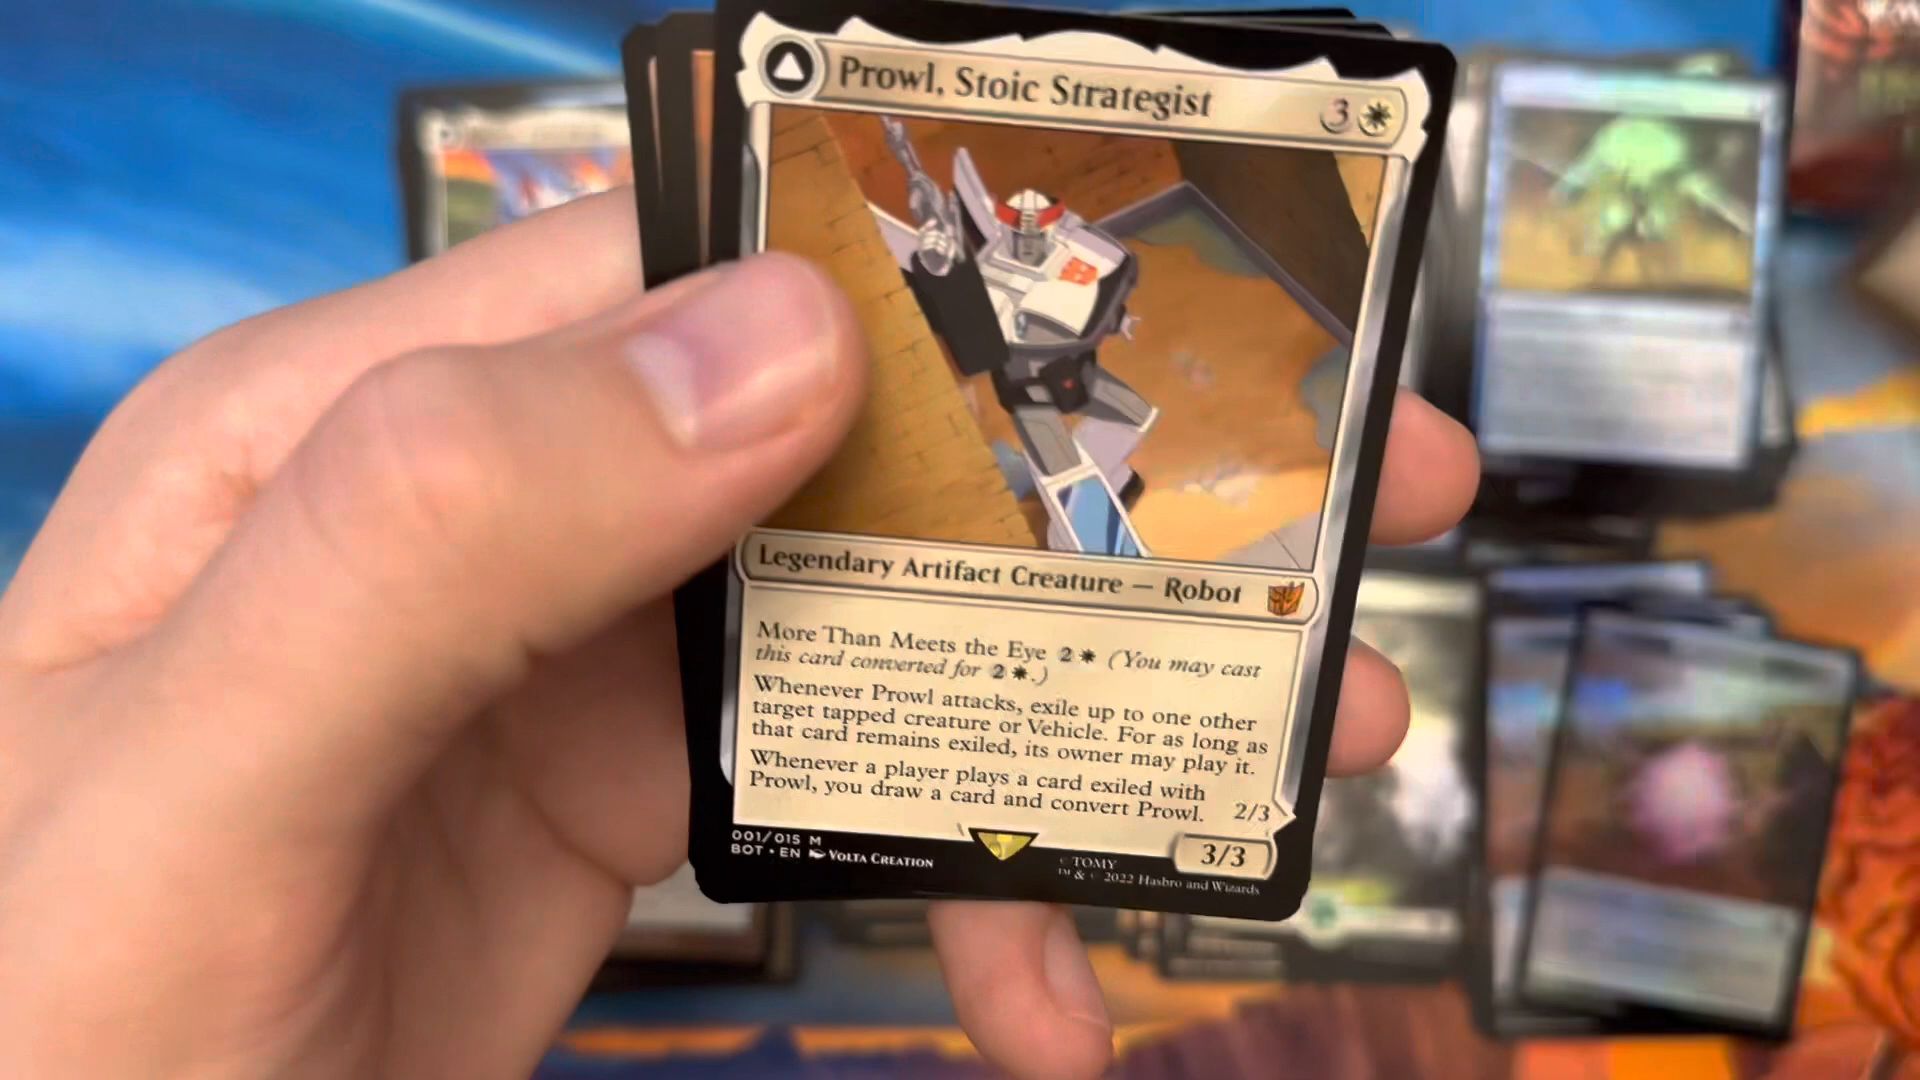 Prowl, Stoic Strategist 3
Legendary Artifact Creature — Robot
More Than Meets the Eye 2 (You may cast
this card converted for 2 .)
Whenever Prowl attacks, exile up to one other
target tapped creature or Vehicle. For as long as
that card remains exiled, its owner may play it.
Whenever a player plays a card exiled with
Prowl, you draw a card and convert Prowl. 2/3
3/3
001/015 M
BOT • EN VOLTA CREATION
© TOMY
™ & © 2022 Hasbro and Wizards